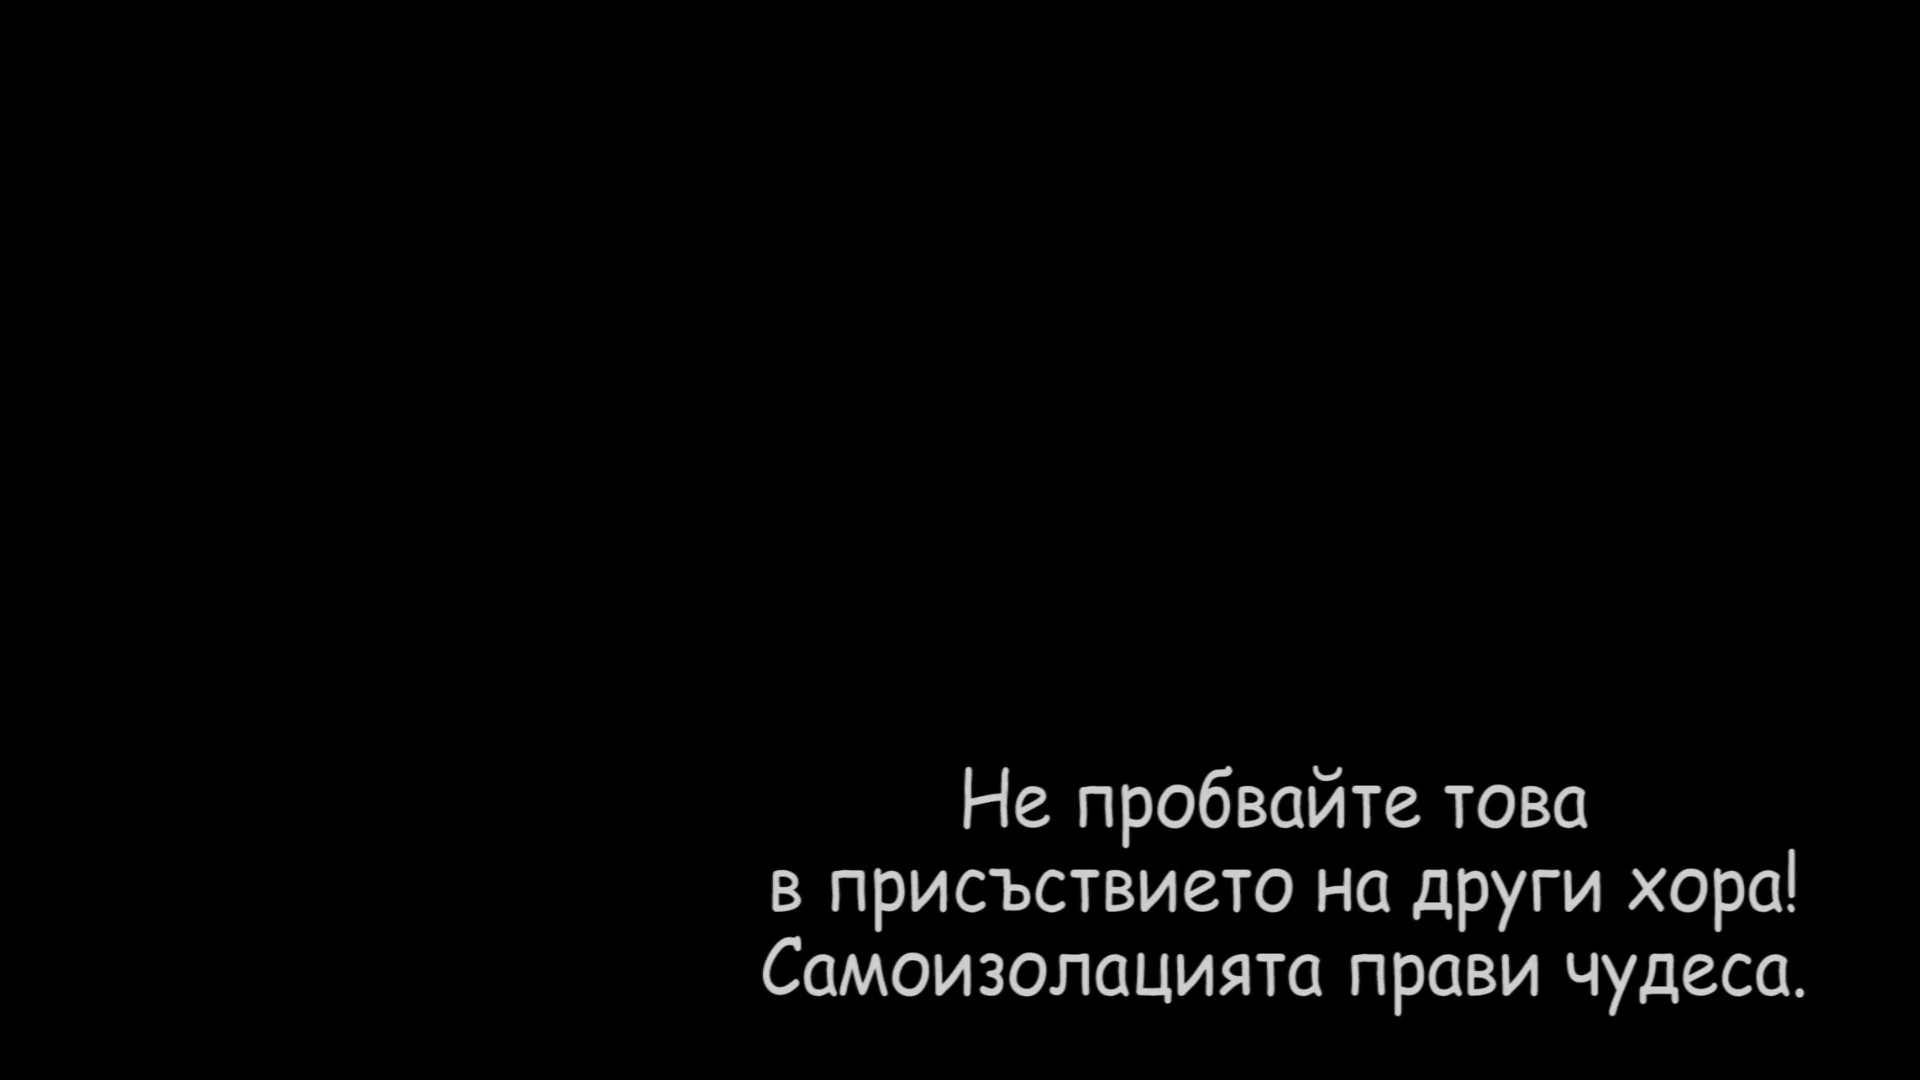 Не пробвайте това
в присъствието на други хора!
Самоизолацията прави чудеса.